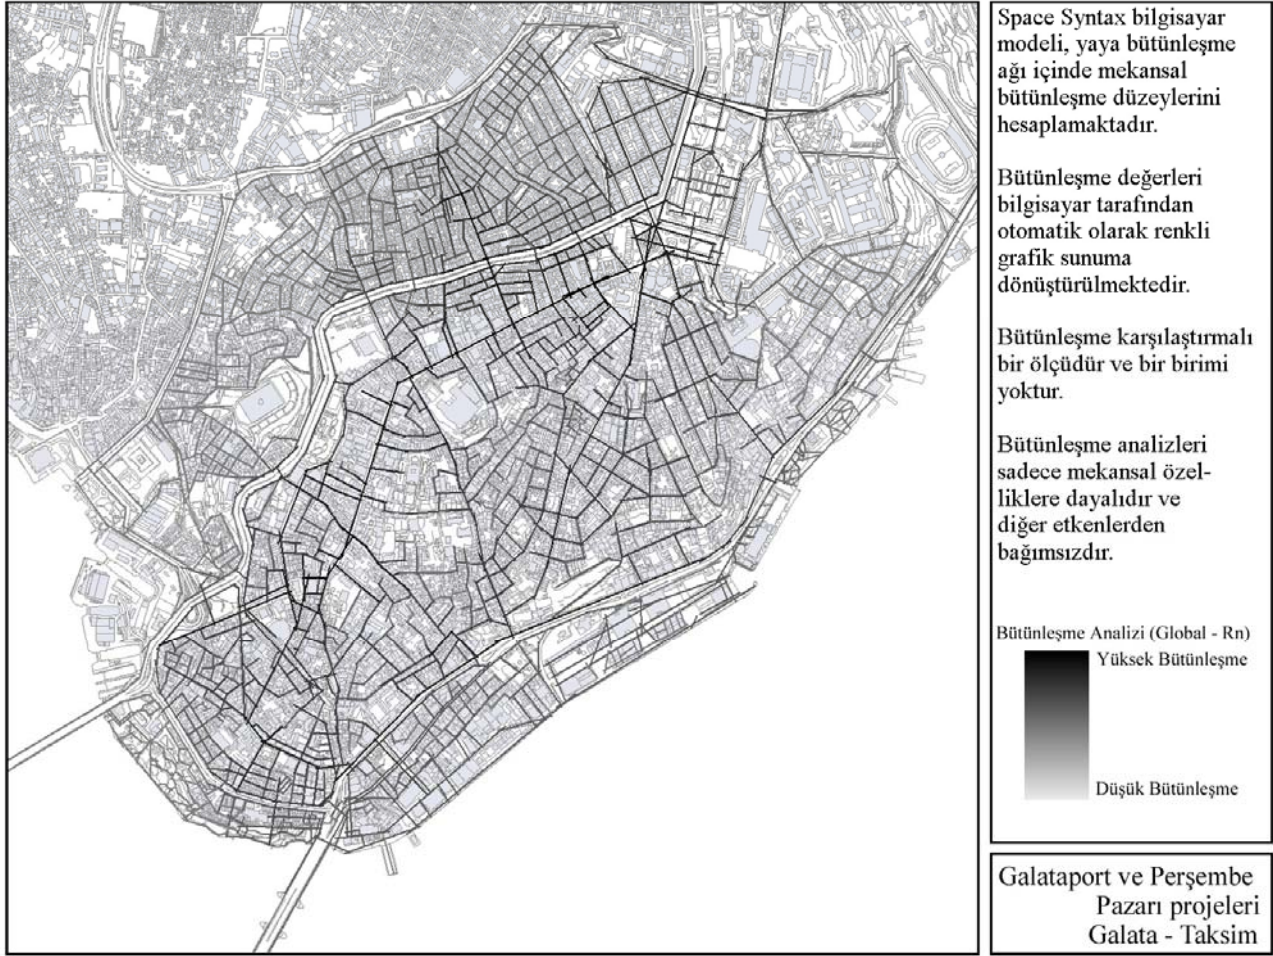 Space Syntax bilgisayar
modeli, yaya bütünleşme
ağı içinde mekansal
bütünleşme düzeylerini
hesaplamaktadır.
Bütünleşme değerleri
bilgisayar tarafından
otomatik olarak renkli
grafik sunuma
dönüştürülmektedir.
Bütünleşme karşılaştırmalı
bir ölçüdür ve bir birimi
yoktur.
Bütünleşme analizleri
sadece mekansal özel-
liklere dayalıdır ve
diğer etkenlerden
bağımsızdır.
Bütünleşme Analizi (Global - Rn)
Yüksek Bütünleşme
Düşük Bütünleşme
Galataport ve Perşembe
Pazarı projeleri
Galata - Taksim